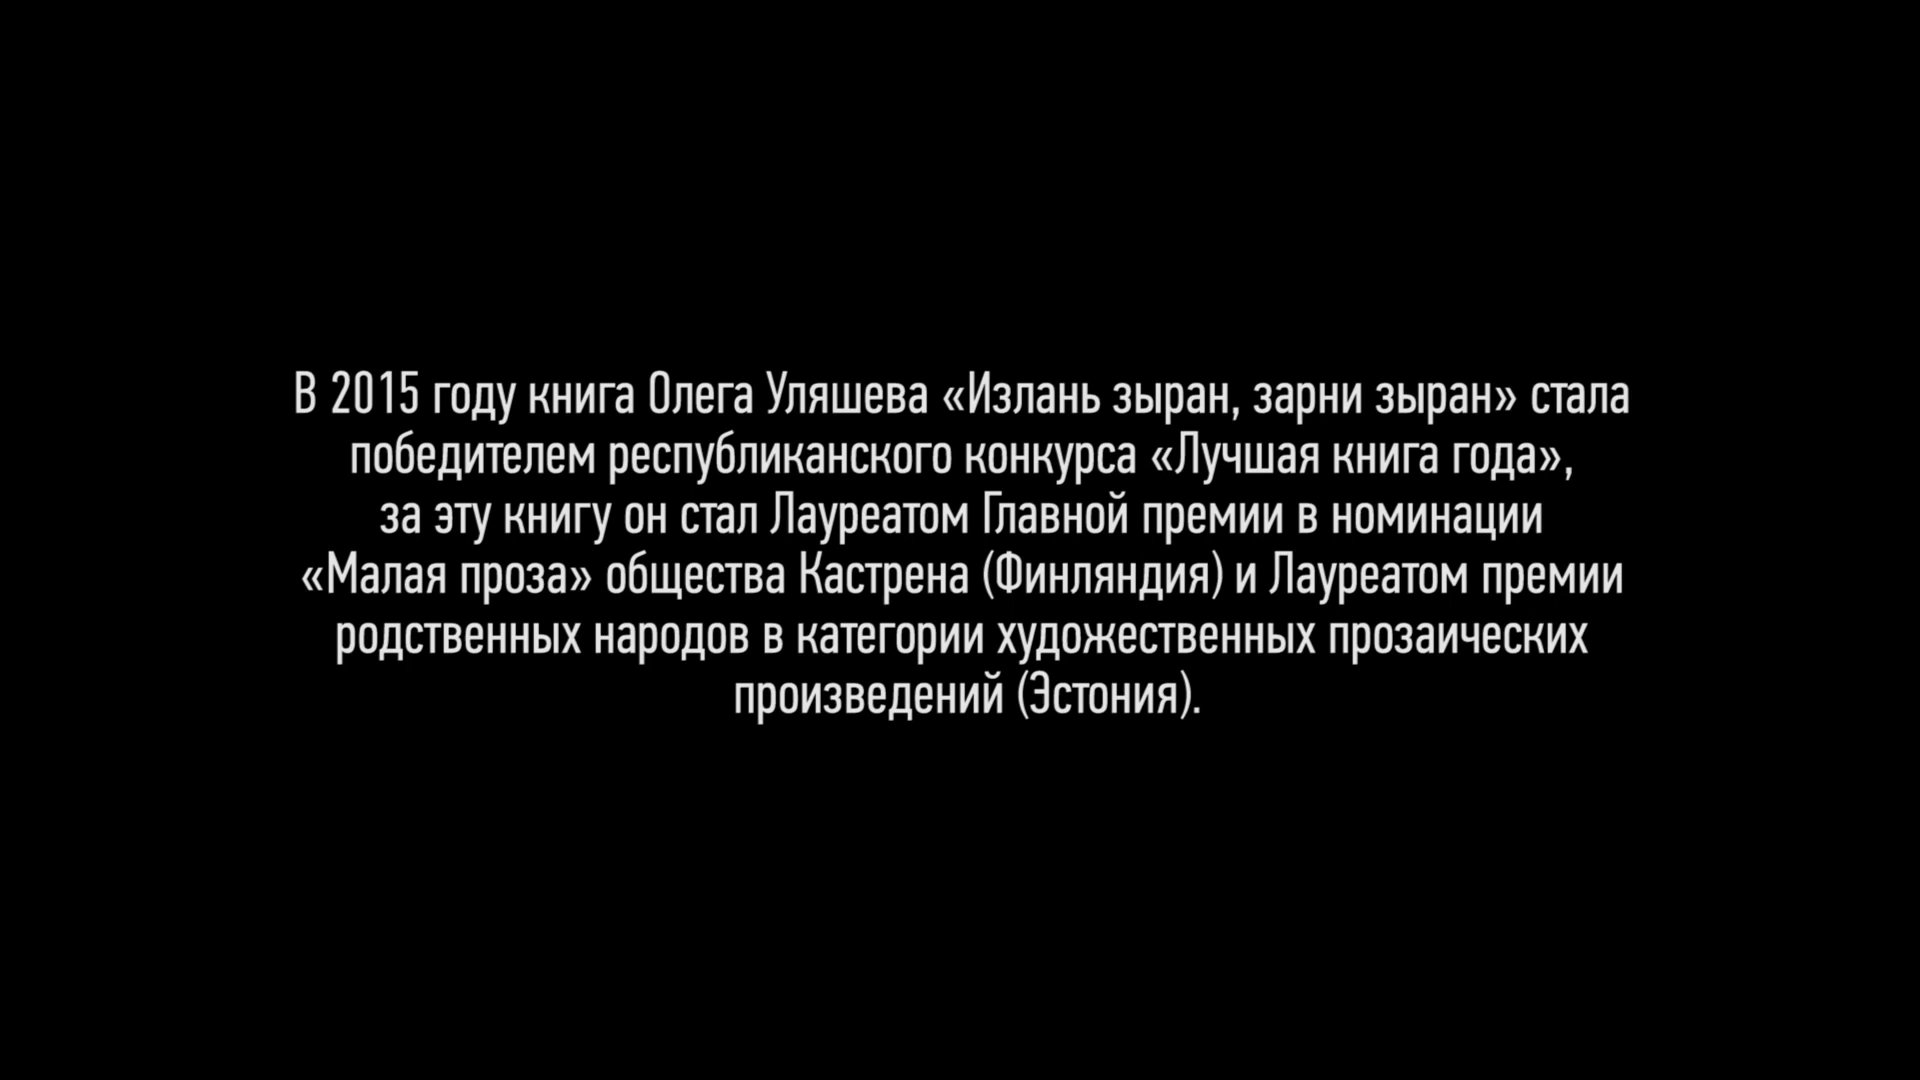 В 2015 году книга Олега Уляшева «Излань зыран, зарни зыран» стала
победителем республиканского конкурса «Лучшая книга года»,
за эту книгу он стал Лауреатом Главной премии в номинации
«Малая проза» общества Кастрена (Финляндия) и Лауреатом премии
родственных народов в категории художественных прозаических
произведений (Эстония).